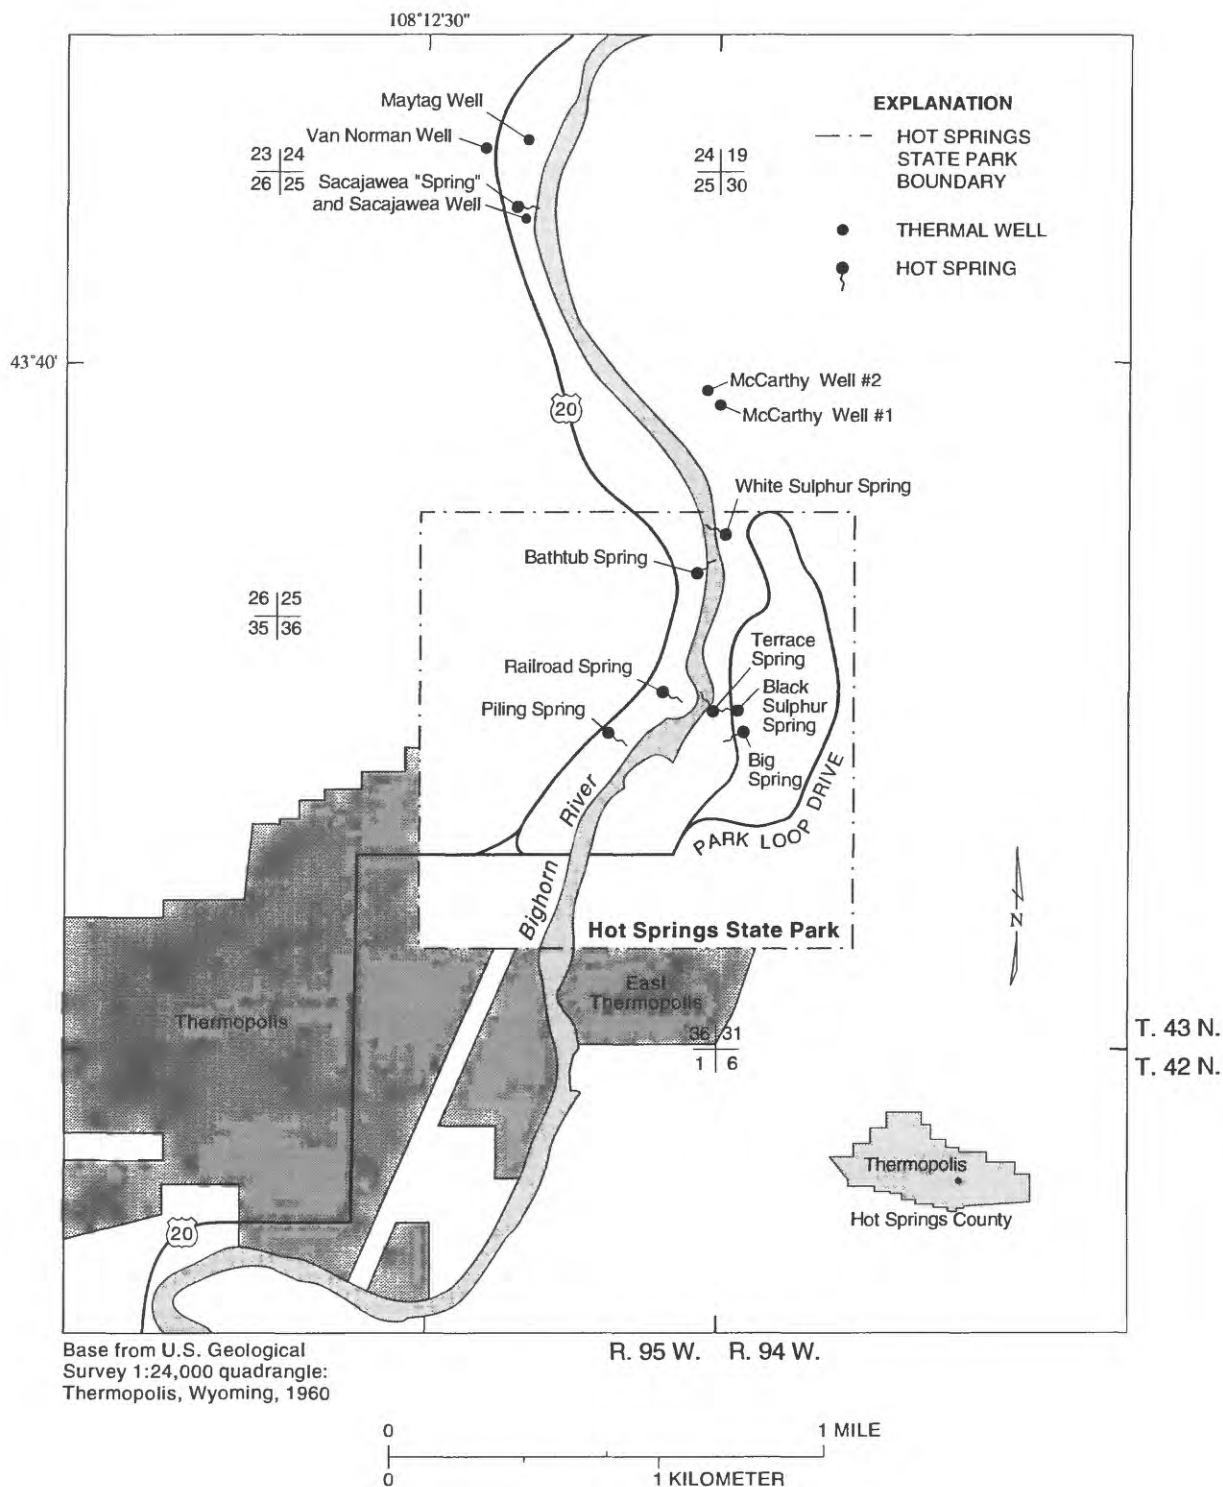 108°12'30"
Maytag Well
Van Norman Well
23 24
26 25
Sacajawea "Spring"
and Sacajawea Well
24 19
25 30
EXPLANATION
HOT SPRINGS
STATE PARK
BOUNDARY
THERMAL WELL
HOT SPRING
43°40'
20
McCarthy Well #2
McCarthy Well #1
White Sulphur Spring
Bathtub Spring
26 25
35 36
Terrace
Spring
Railroad Spring
Black
Sulphur
Spring
Piling Spring
Big
Spring
PARK LOOP DRIVE
Bighorn River
Hot Springs State Park
N
East
Thermopolis
Thermopolis
36 31
1 6
T. 43 N.
T. 42 N.
Thermopolis
Hot Springs County
20
Base from U.S. Geological
Survey 1:24,000 quadrangle:
Thermopolis, Wyoming, 1960
R. 95 W. R. 94 W.
0 1 MILE
0 1 KILOMETER